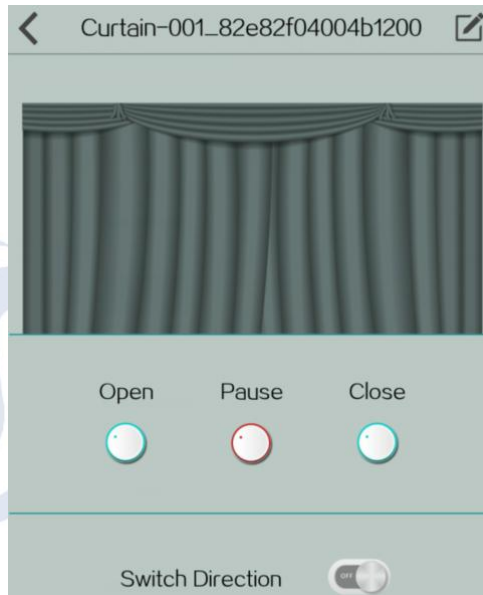 Curtain-001_82e82f04004b1200
Open Pause Close
Switch Direction OFF